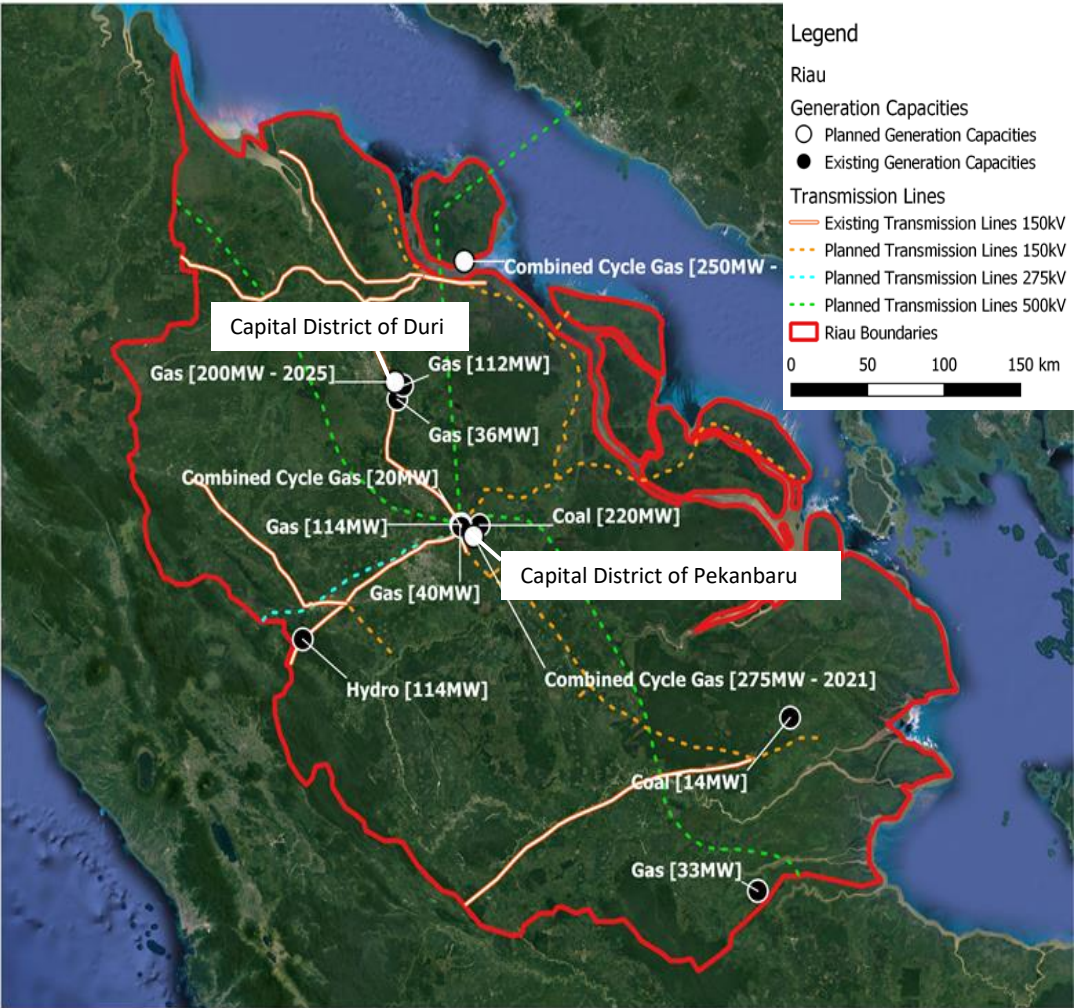 Legend
Riau
Generation Capacities
Planned Generation Capacities
Existing Generation Capacities
Transmission Lines
Existing Transmission Lines 150kV
Planned Transmission Lines 150kV
Planned Transmission Lines 275kV
Planned Transmission Lines 500kV
Riau Boundaries
0 50 100 150 km
Combined Cycle Gas [250MW -
Capital District of Duri
Gas [200MW - 2025]
Gas [112MW]
Gas [36MW]
Combined Cycle Gas [20MW]
Gas [114MW]
Coal [220MW]
Capital District of Pekanbaru
Gas [40MW]
Combined Cycle Gas [275MW - 2021]
Hydro [114MW]
Coal [14MW]
Gas [33MW]